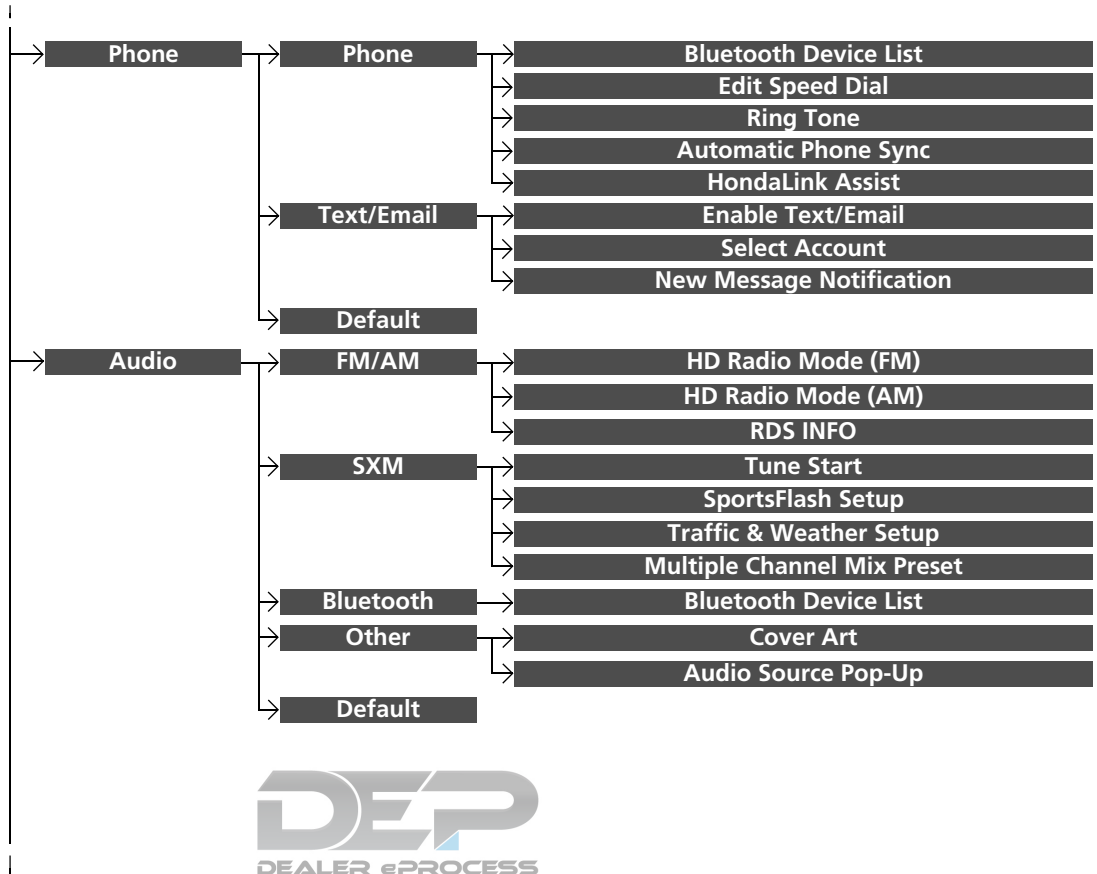 Phone Phone Bluetooth Device List
Edit Speed Dial
Ring Tone
Automatic Phone Sync
HondaLink Assist
Text/Email Enable Text/Email
Select Account
New Message Notification
Default
Audio FM/AM HD Radio Mode (FM)
HD Radio Mode (AM)
RDS INFO
SXM Tune Start
SportsFlash Setup
Traffic & Weather Setup
Multiple Channel Mix Preset
Bluetooth Bluetooth Device List
Other Cover Art
Audio Source Pop-Up
Default
DEP
DEALER ePROCESS